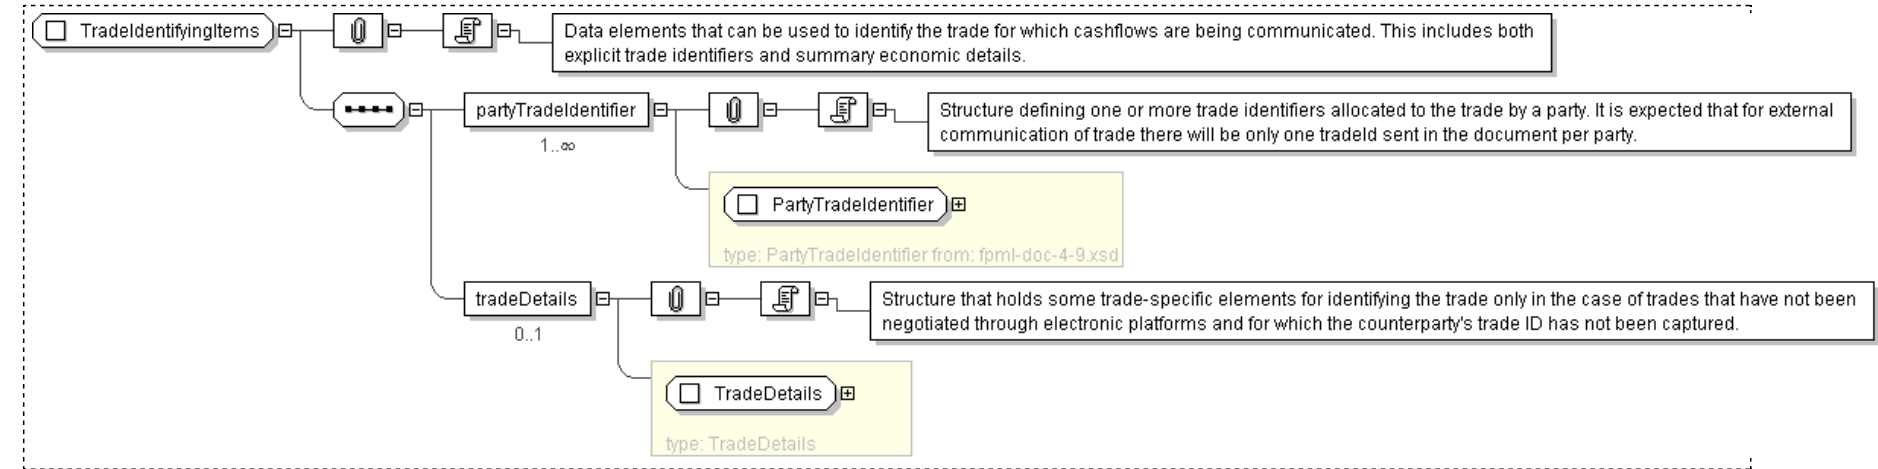 TradeIdentifyingItems
Data elements that can be used to identify the trade for which cashflows are being communicated. This includes both
explicit trade identifiers and summary economic details.
partyTradeIdentifier
1..∞
Structure defining one or more trade identifiers allocated to the trade by a party. It is expected that for external
communication of trade there will be only one tradeId sent in the document per party.
PartyTradeIdentifier
type: PartyTradeIdentifier from: fpml-doc-4-9.xsd
tradeDetails
0..1
Structure that holds some trade-specific elements for identifying the trade only in the case of trades that have not been
negotiated through electronic platforms and for which the counterparty's trade ID has not been captured.
TradeDetails
type: TradeDetails